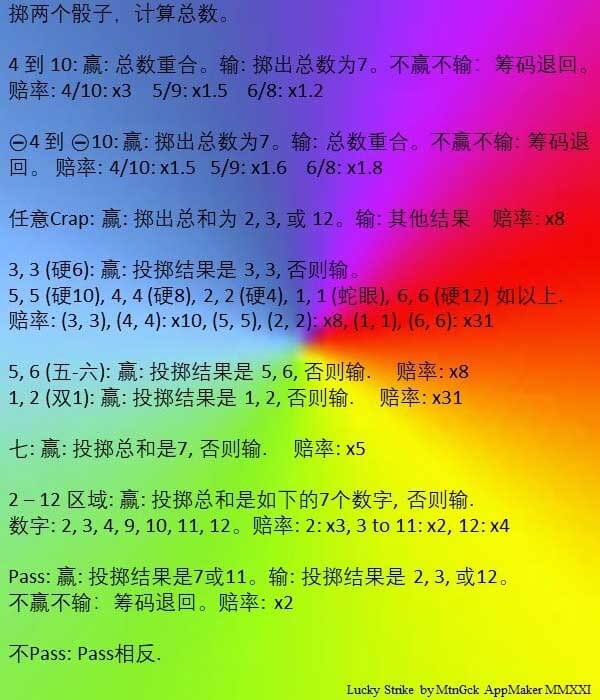 掷两个骰子，计算总数。
4 到 10: 赢: 总数重合。输: 掷出总数为7。不赢不输：筹码退回。
赔率: 4/10: x3 5/9: x1.5 6/8: x1.2
㊀4 到 ㊀10: 赢: 掷出总数为7。输: 总数重合。不赢不输: 筹码退
回。 赔率: 4/10: x1.5 5/9: x1.6 6/8: x1.8
任意Crap: 赢: 掷出总和为 2, 3, 或 12。输: 其他结果 赔率: x8
3, 3 (硬6): 赢: 投掷结果是 3, 3, 否则输。
5, 5 (硬10), 4, 4 (硬8), 2, 2 (硬4), 1, 1 (蛇眼), 6, 6 (硬12) 如以上.
赔率: (3, 3), (4, 4): x10, (5, 5), (2, 2): x8, (1, 1), (6, 6): x31
5, 6 (五-六): 赢: 投掷结果是 5, 6, 否则输. 赔率: x8
1, 2 (双1): 赢: 投掷结果是 1, 2, 否则输. 赔率: x31
七: 赢: 投掷总和是7, 否则输. 赔率: x5
2 – 12 区域: 赢: 投掷总和是如下的7个数字, 否则输.
数字: 2, 3, 4, 9, 10, 11, 12。赔率: 2: x3, 3 to 11: x2, 12: x4
Pass: 赢: 投掷结果是7或11。输: 投掷结果是 2, 3, 或12。
不赢不输：筹码退回。赔率: x2
不Pass: Pass相反.
Lucky Strike by MtnGck AppMaker MMXXI